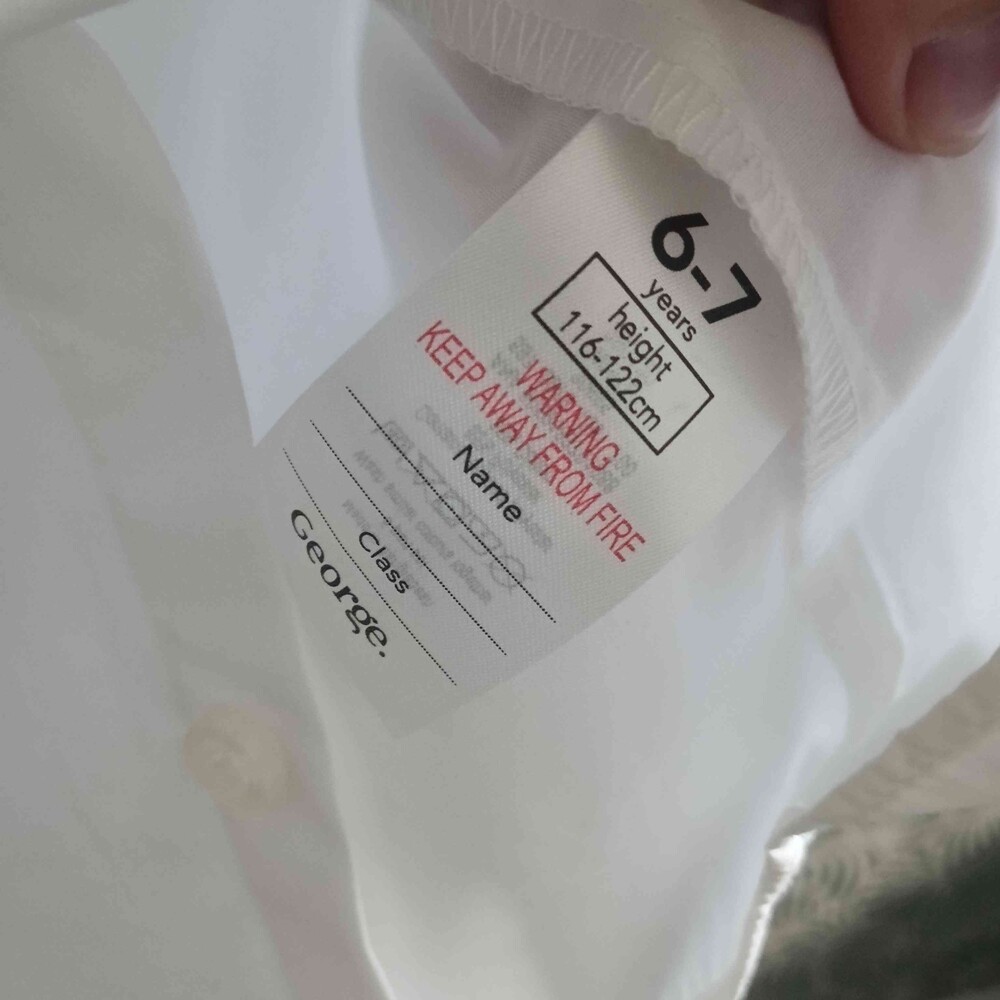 6-7
years
height
116-122cm
WARNING
KEEP AWAY FROM FIRE
Name
Class
George.